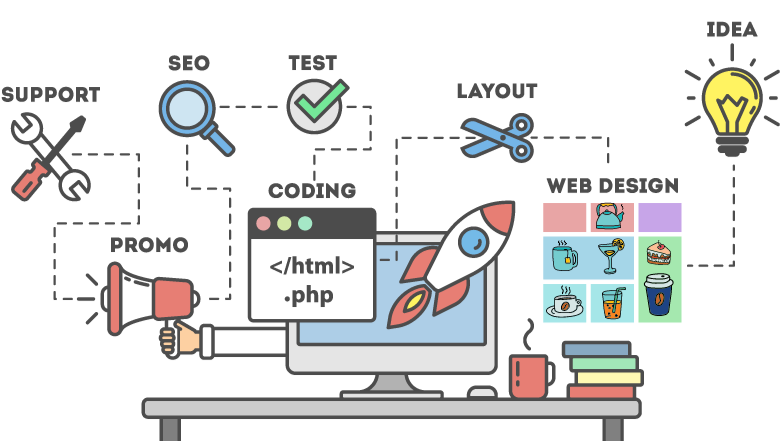 IDEA
SEO
TEST
LAYOUT
SUPPORT
WEB DESIGN
CODING
PROMO
</html>
.php